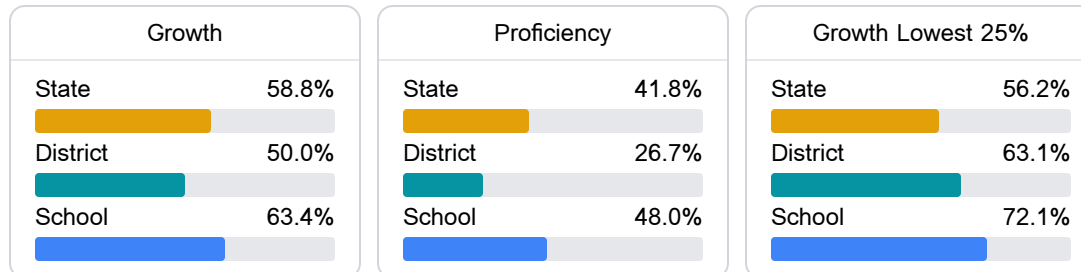 Growth
State 58.8%
District 50.0%
School 63.4%
Proficiency
State 41.8%
District 26.7%
School 48.0%
Growth Lowest 25%
State 56.2%
District 63.1%
School 72.1%